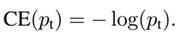 CE(pₜ) = − log(pₜ).